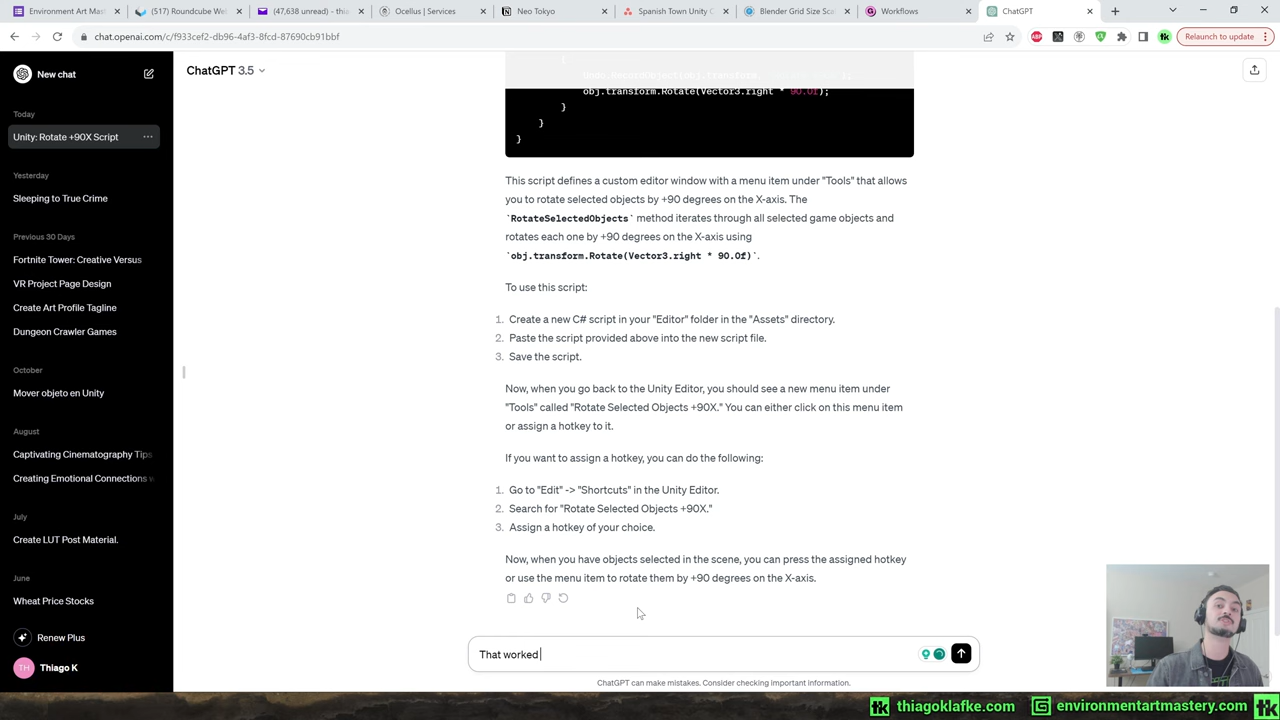 Environment Art Mas
(517) Roundcube We
(47,638 unread) - thia
Ocellus | Services
Neo Tokyo
Spanish Town Unity C
Blender Grid Size Sca
Workflows
ChatGPT
chat.openai.com/c/f933cef2-db96-4af3-8fcd-87690cb91bbf
ABP
tk
Relaunch to update
New chat
ChatGPT 3.5
Today
Unity: Rotate +90X Script
Yesterday
Sleeping to True Crime
Previous 30 Days
Fortnite Tower: Creative Versus
VR Project Page Design
Create Art Profile Tagline
Dungeon Crawler Games
October
Mover objeto en Unity
August
Captivating Cinematography Tips
Creating Emotional Connections w
July
Create LUT Post Material.
June
Wheat Price Stocks
Renew Plus
TH Thiago K
{
Undo.RecordObject(obj.transform,
obj.transform.Rotate(Vector3.right * 90.0f);
}
}
}
This script defines a custom editor window with a menu item under "Tools" that allows
you to rotate selected objects by +90 degrees on the X-axis. The
`RotateSelectedObjects` method iterates through all selected game objects and
rotates each one by +90 degrees on the X-axis using
`obj.transform.Rotate(Vector3.right * 90.0f)`.
To use this script:
1. Create a new C# script in your "Editor" folder in the "Assets" directory.
2. Paste the script provided above into the new script file.
3. Save the script.
Now, when you go back to the Unity Editor, you should see a new menu item under
"Tools" called "Rotate Selected Objects +90X." You can either click on this menu item
or assign a hotkey to it.
If you want to assign a hotkey, you can do the following:
1. Go to "Edit" -> "Shortcuts" in the Unity Editor.
2. Search for "Rotate Selected Objects +90X."
3. Assign a hotkey of your choice.
Now, when you have objects selected in the scene, you can press the assigned hotkey
or use the menu item to rotate them by +90 degrees on the X-axis.
That worked
ChatGPT can make mistakes. Consider checking important information.
tk thiagoklafke.com environmentartmastery.com tk